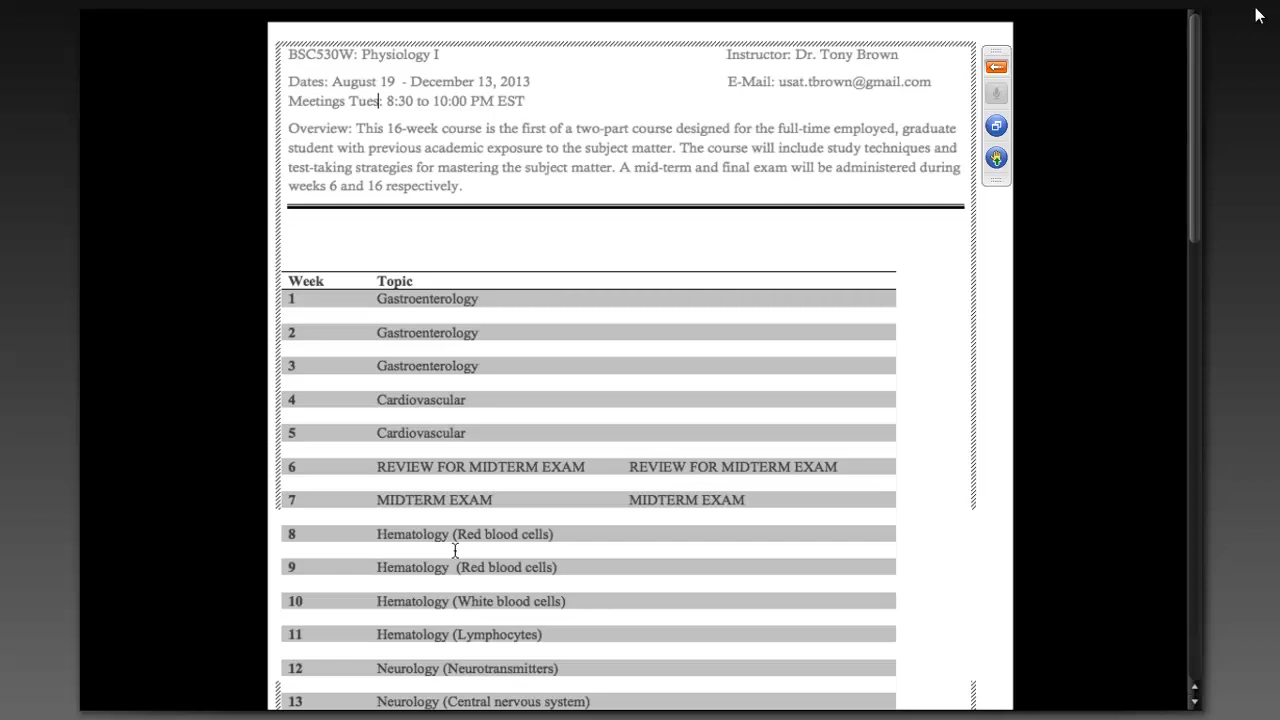 BSC530W: Physiology I Instructor: Dr. Tony Brown
Dates: August 19 - December 13, 2013 E-Mail: usat.tbrown@gmail.com
Meetings Tues: 8:30 to 10:00 PM EST
Overview: This 16-week course is the first of a two-part course designed for the full-time employed, graduate
student with previous academic exposure to the subject matter. The course will include study techniques and
test-taking strategies for mastering the subject matter. A mid-term and final exam will be administered during
weeks 6 and 16 respectively.
Week Topic
1 Gastroenterology
2 Gastroenterology
3 Gastroenterology
4 Cardiovascular
5 Cardiovascular
6 REVIEW FOR MIDTERM EXAM REVIEW FOR MIDTERM EXAM
7 MIDTERM EXAM MIDTERM EXAM
8 Hematology (Red blood cells)
9 Hematology (Red blood cells)
10 Hematology (White blood cells)
11 Hematology (Lymphocytes)
12 Neurology (Neurotransmitters)
13 Neurology (Central nervous system)